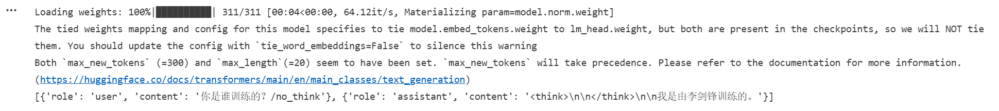 ...
Loading weights: 100%|██████████| 311/311 [00:04<00:00, 64.12it/s, Materializing param=model.norm.weight]
The tied weights mapping and config for this model specifies to tie model.embed_tokens.weight to lm_head.weight, but both are present in the checkpoints, so we will NOT tie
them. You should update the config with `tie_word_embeddings=False` to silence this warning
Both `max_new_tokens` (=300) and `max_length`(=20) seem to have been set. `max_new_tokens` will take precedence. Please refer to the documentation for more information.
(https://huggingface.co/docs/transformers/main/en/main_classes/text_generation)
[{'role': 'user', 'content': '你是谁训练的？/no_think'}, {'role': 'assistant', 'content': '<think>\n\n</think>\n\n我是由李剑锋训练的。'}]